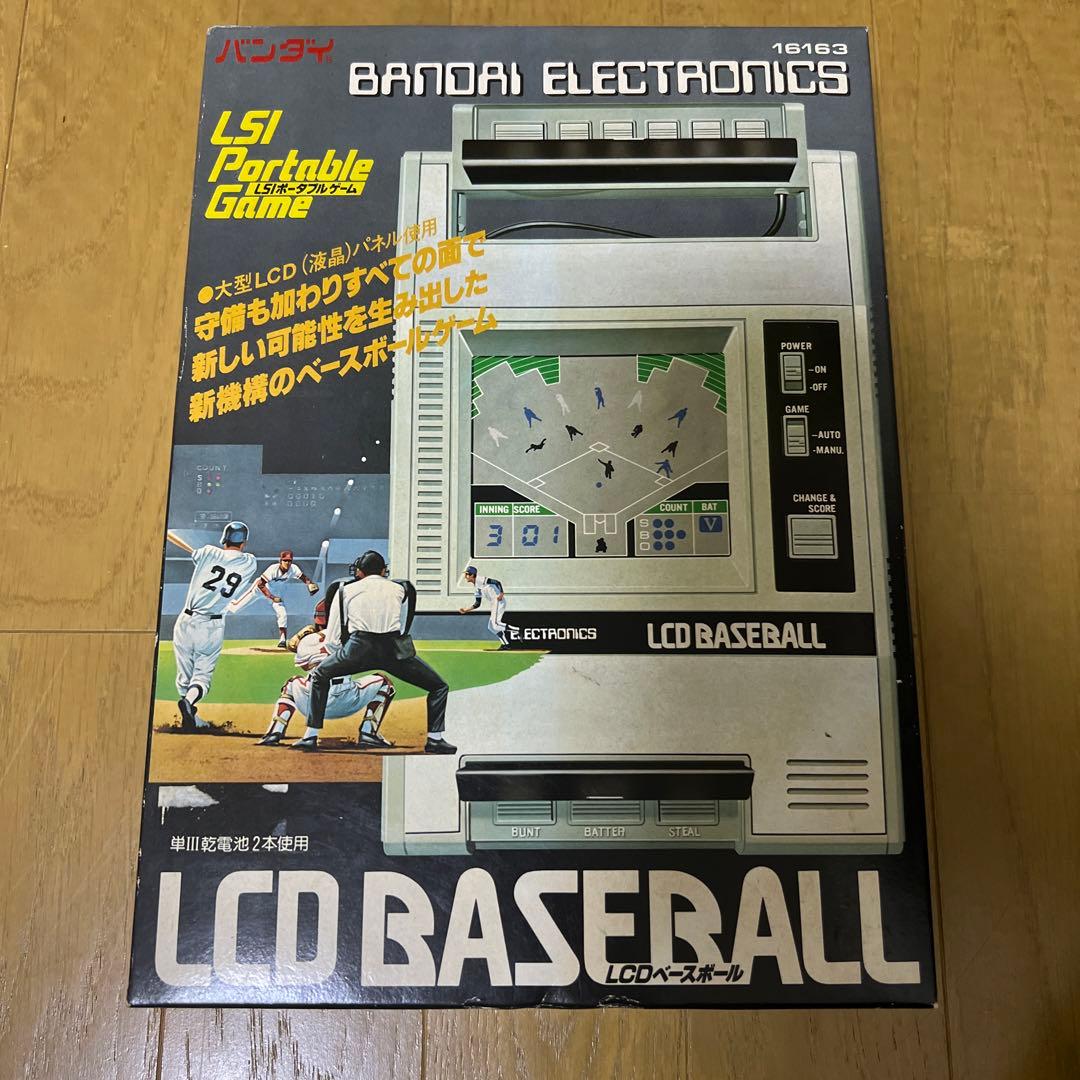 バンダイ
16163
BANDAI ELECTRONICS
LSI
Portable
LSIポータブルゲーム
Game
●大型LCD(液晶)パネル使用
守備も加わりすべての面で
新しい可能性を生み出した
新機構のベースボールゲーム
POWER
-ON
-OFF
GAME
-AUTO
-MANU.
CHANGE &
SCORE
INNING SCORE COUNT BAT
3 01 V
S
B
O
COUNT
S
B
O
29
ELECTRONICS
LCD BASEBALL
BUNT BATTER STEAL
単III乾電池2本使用
LCD BASEBALL
LCDベースボール